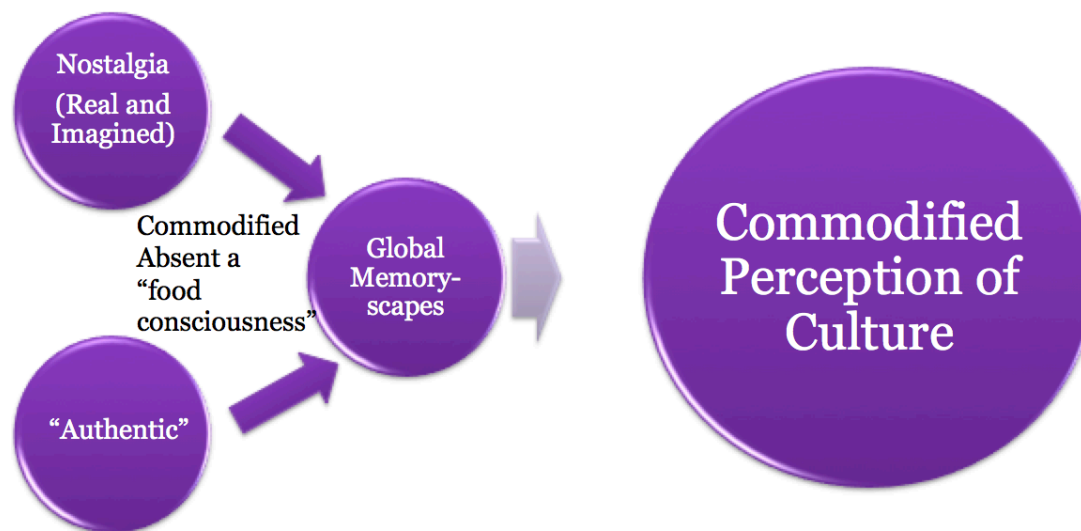 Nostalgia
(Real and
Imagined)
Commodified
Absent a
“food
consciousness”
“Authentic”
Global
Memory-
scapes
Commodified
Perception of
Culture